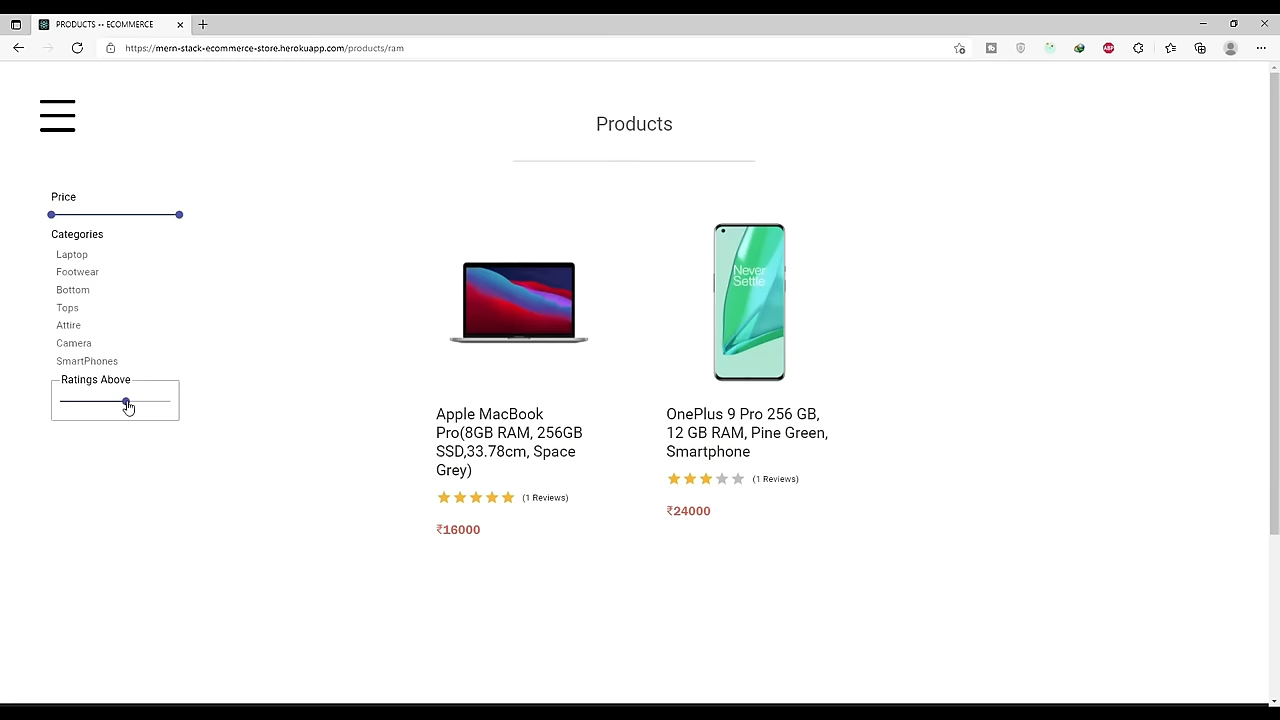 PRODUCTS -- ECOMMERCE
https://mern-stack-ecommerce-store.herokuapp.com/products/ram
ABP
Products
Price
Categories
Laptop
Footwear
Bottom
Tops
Attire
Camera
SmartPhones
Ratings Above
Never
Settle
Apple MacBook
Pro(8GB RAM, 256GB
SSD,33.78cm, Space
Grey)
(1 Reviews)
₹16000
OnePlus 9 Pro 256 GB,
12 GB RAM, Pine Green,
Smartphone
(1 Reviews)
₹24000